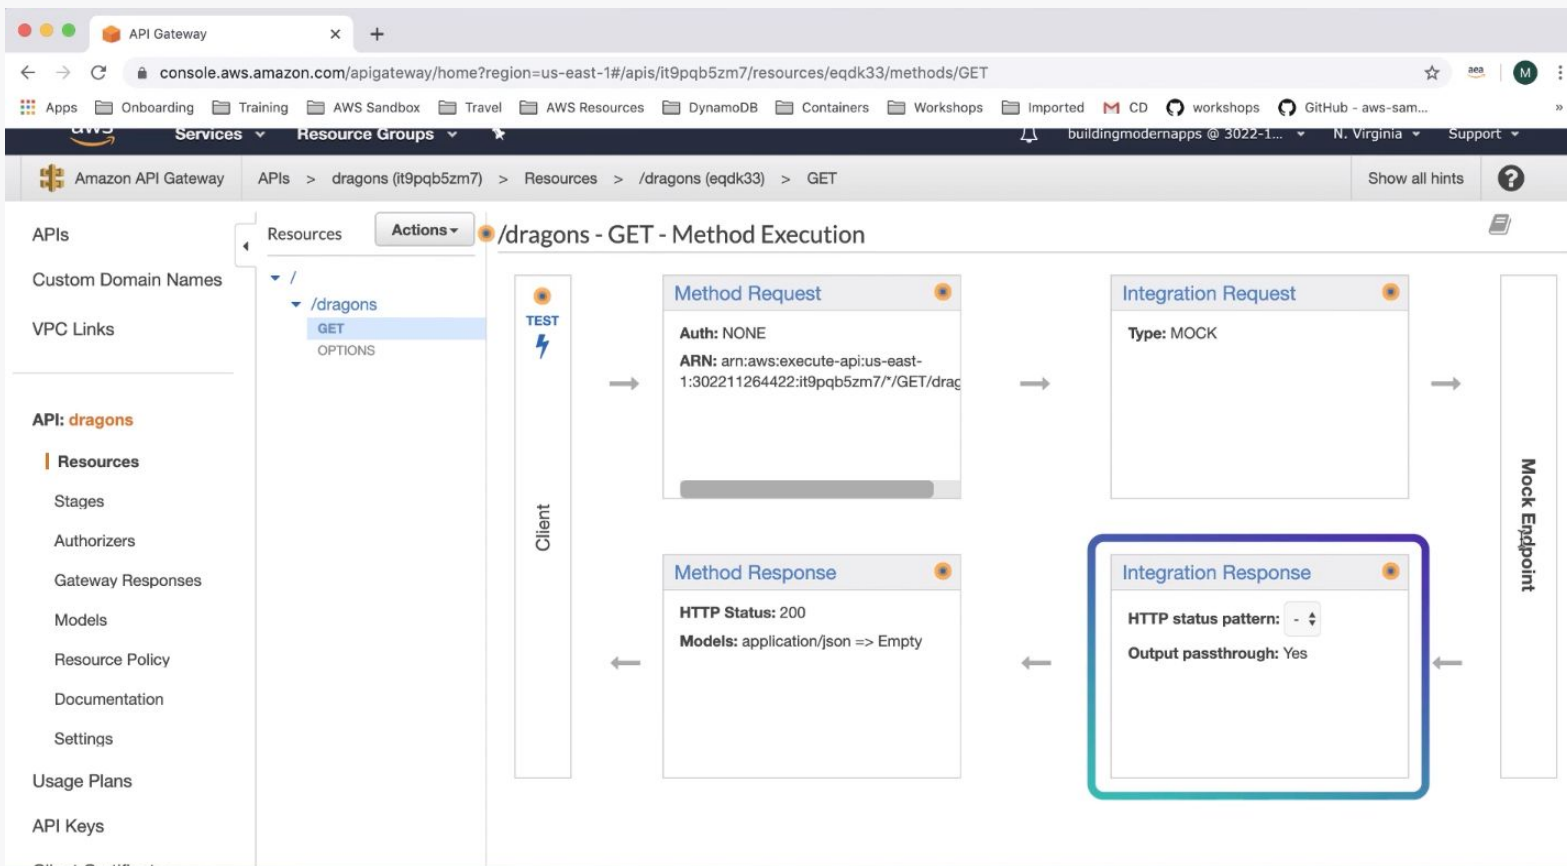 API Gateway
console.aws.amazon.com/apigateway/home?region=us-east-1#/apis/it9pqb5zm7/resources/eqdk33/methods/GET
aea
M
Apps Onboarding Training AWS Sandbox Travel AWS Resources DynamoDB Containers Workshops Imported CD workshops GitHub - aws-sam... »
aws Services Resource Groups buildingmodernapps @ 3022-1... N. Virginia Support
Amazon API Gateway APIs > dragons (it9pqb5zm7) > Resources > /dragons (eqdk33) > GET Show all hints ?
APIs
Custom Domain Names
VPC Links
API: dragons
Resources
Stages
Authorizers
Gateway Responses
Models
Resource Policy
Documentation
Settings
Usage Plans
API Keys
Resources Actions
/
/dragons
GET
OPTIONS
/dragons - GET - Method Execution
TEST
Client
Method Request
Auth: NONE
ARN: arn:aws:execute-api:us-east-
1:302211264422:it9pqb5zm7/*/GET/drag
Integration Request
Type: MOCK
Mock Endpoint
Method Response
HTTP Status: 200
Models: application/json => Empty
Integration Response
HTTP status pattern: -
Output passthrough: Yes